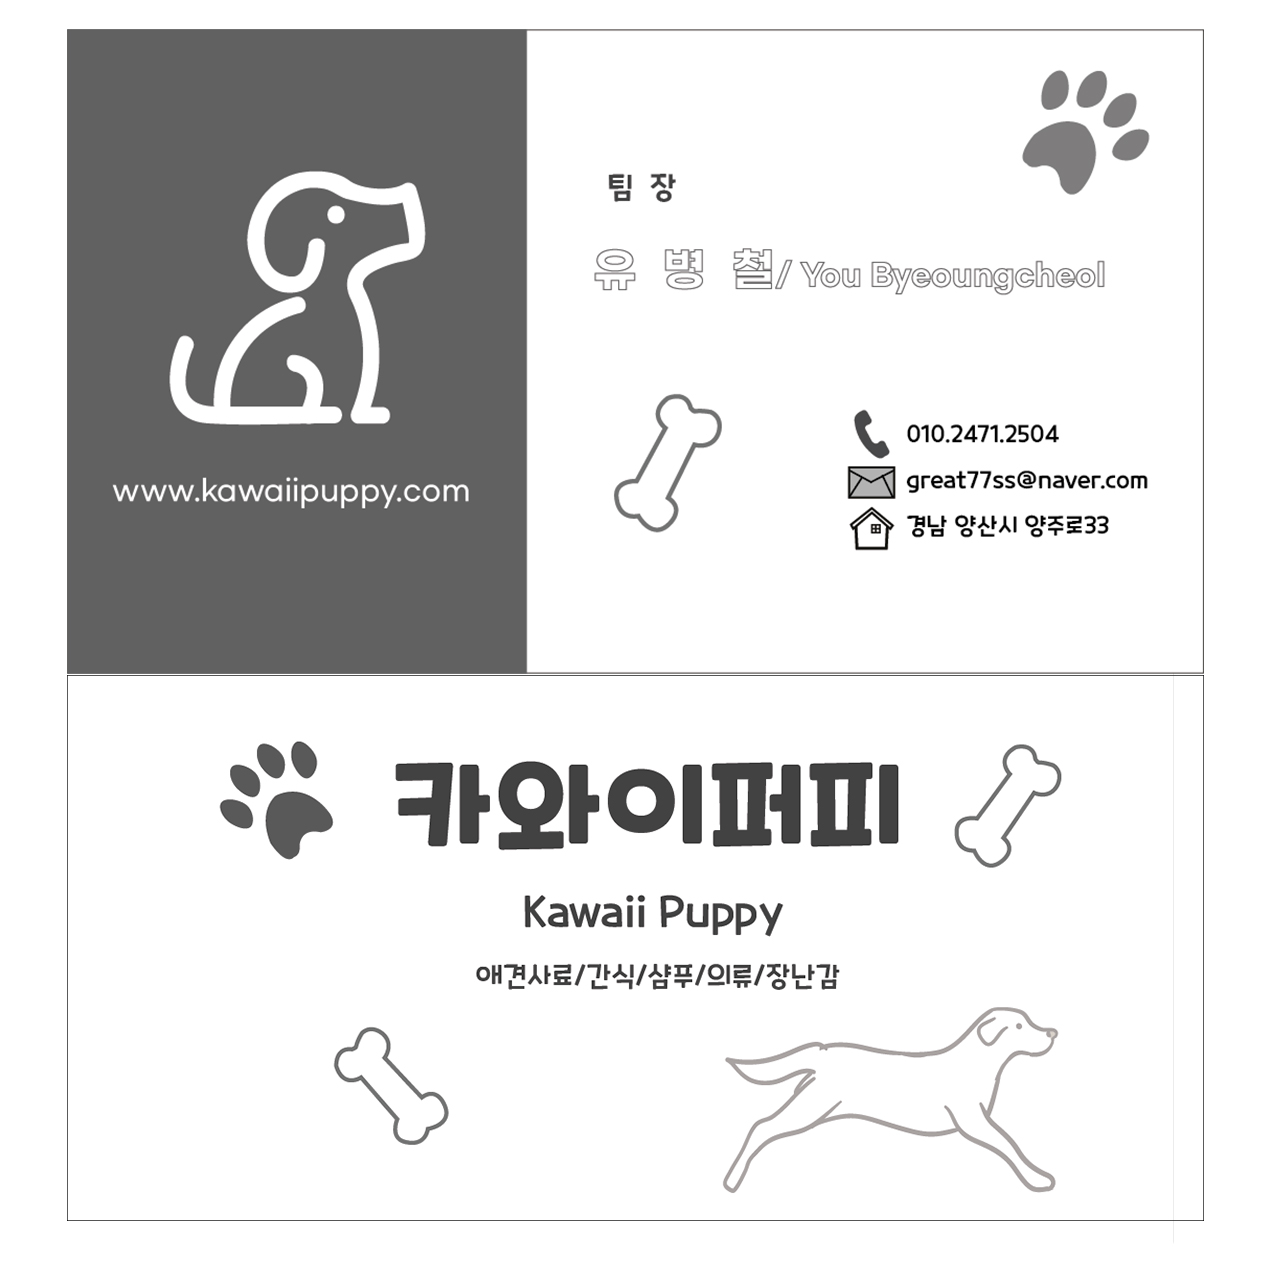 www.kawaiipuppy.com
팀 장
유 병 철/ You Byeoungcheol
010.2471.2504
great77ss@naver.com
경남 양산시 양주로33
카와이퍼피
Kawaii Puppy
애견사료/간식/샴푸/의류/장난감